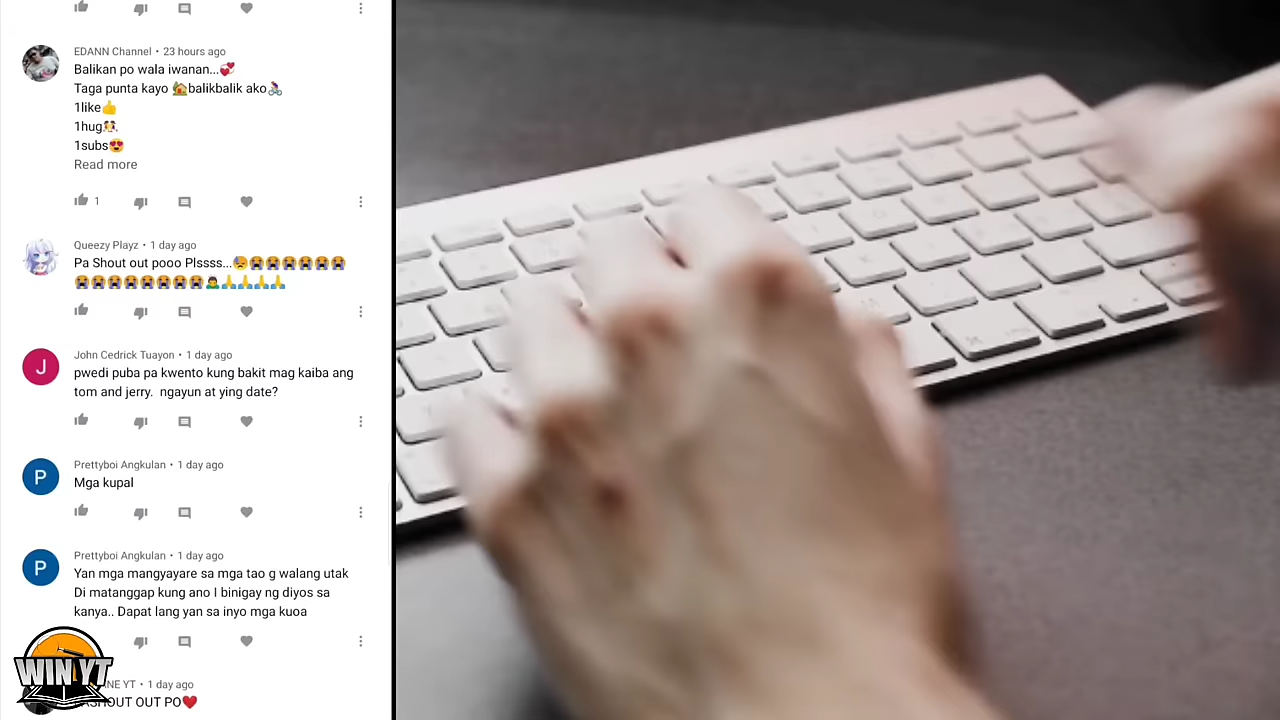 EDANN Channel • 23 hours ago
Balikan po wala iwanan...💞
Taga punta kayo 🏡balikbalik ako🚴‍♀️
1like👍
1hug👯
1subs😍
Read more
1
Queezy Playz • 1 day ago
Pa Shout out pooo Plssss...😓😭😭😭😭😭😭
😭😭😭😭😭😭😭😭🙇‍♂️🙏🙏🙏🙏
J
John Cedrick Tuayon • 1 day ago
pwedi puba pa kwento kung bakit mag kaiba ang
tom and jerry. ngayun at ying date?
P
Prettyboi Angkulan • 1 day ago
Mga kupal
P
Prettyboi Angkulan • 1 day ago
Yan mga mangyayare sa mga tao g walang utak
Di matanggap kung ano I binigay ng diyos sa
kanya.. Dapat lang yan sa inyo mga kuoa
WIN YT
YT • 1 day ago
OUT PO❤️